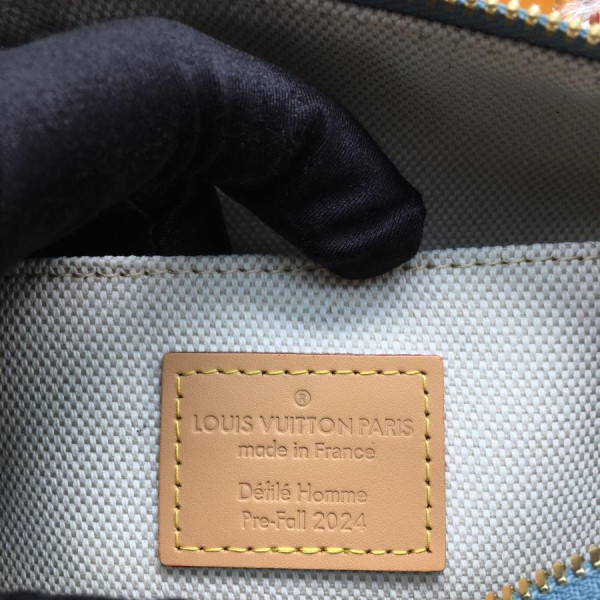 ®
LOUIS VUITTON PARIS
made in France
Défilé Homme
Pre-Fall 2024